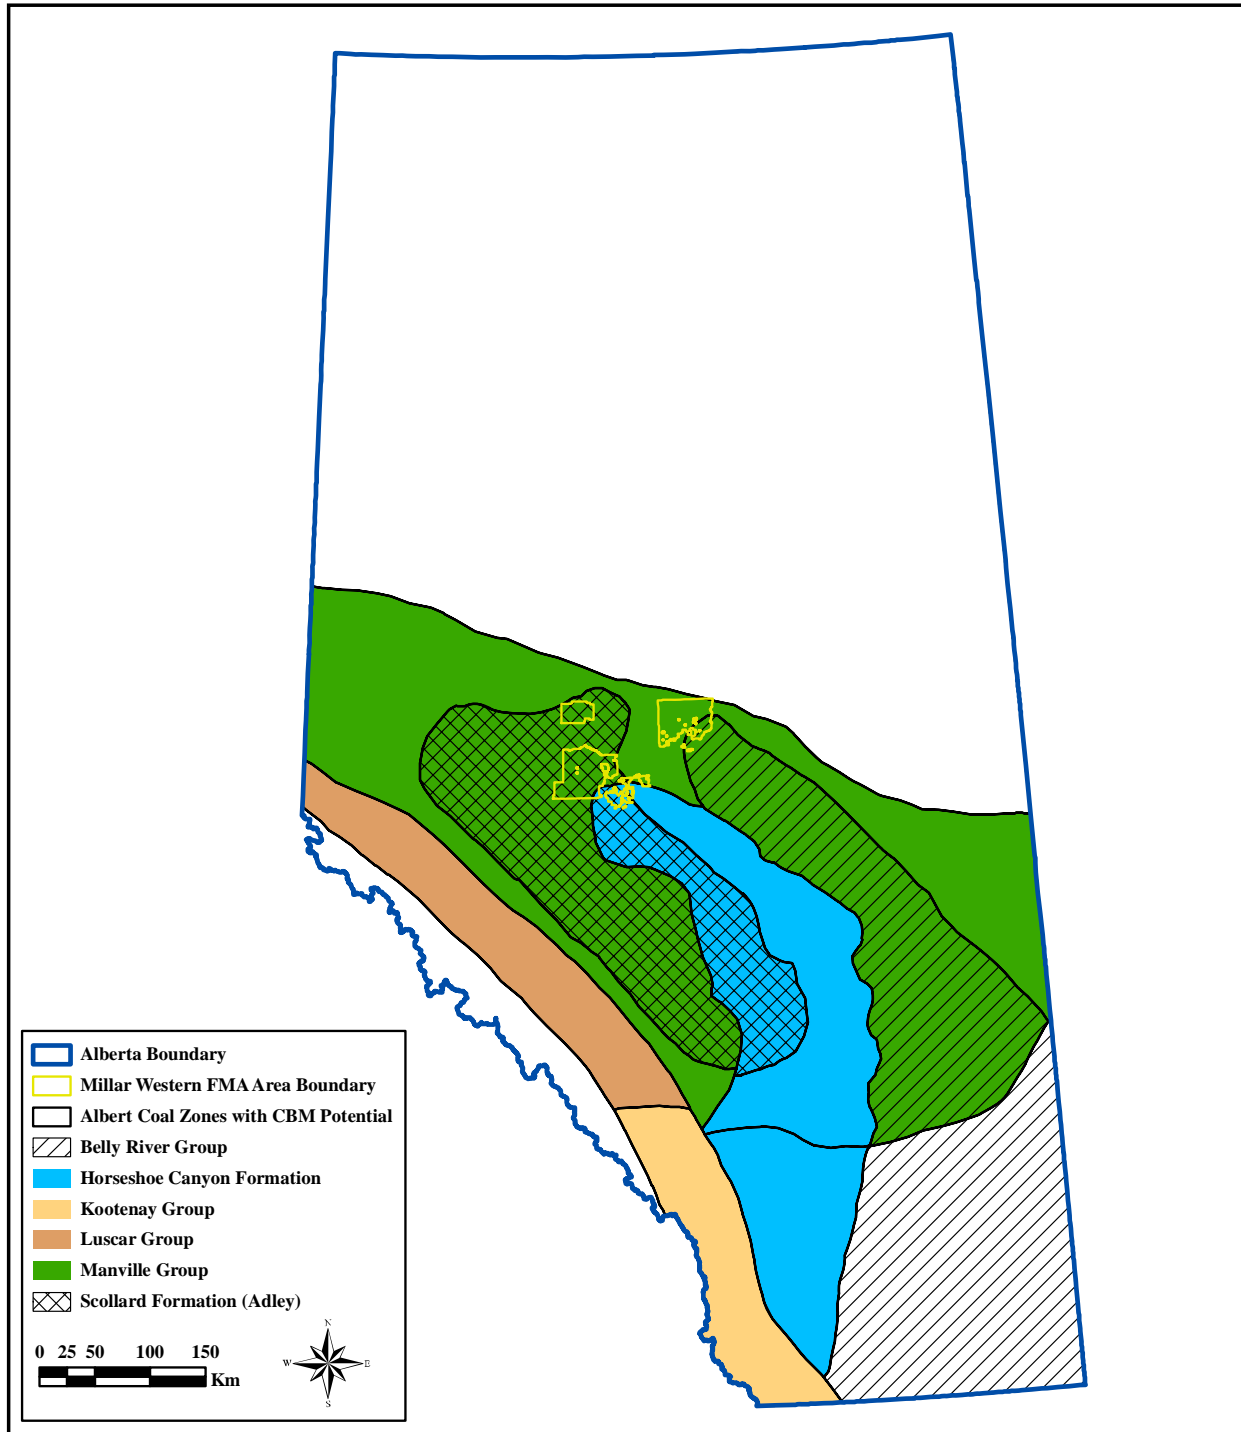 Alberta Boundary
Millar Western FMA Area Boundary
Albert Coal Zones with CBM Potential
Belly River Group
Horseshoe Canyon Formation
Kootenay Group
Luscar Group
Manville Group
Scollard Formation (Adley)
0 25 50 100 150
Km
N
W E
S